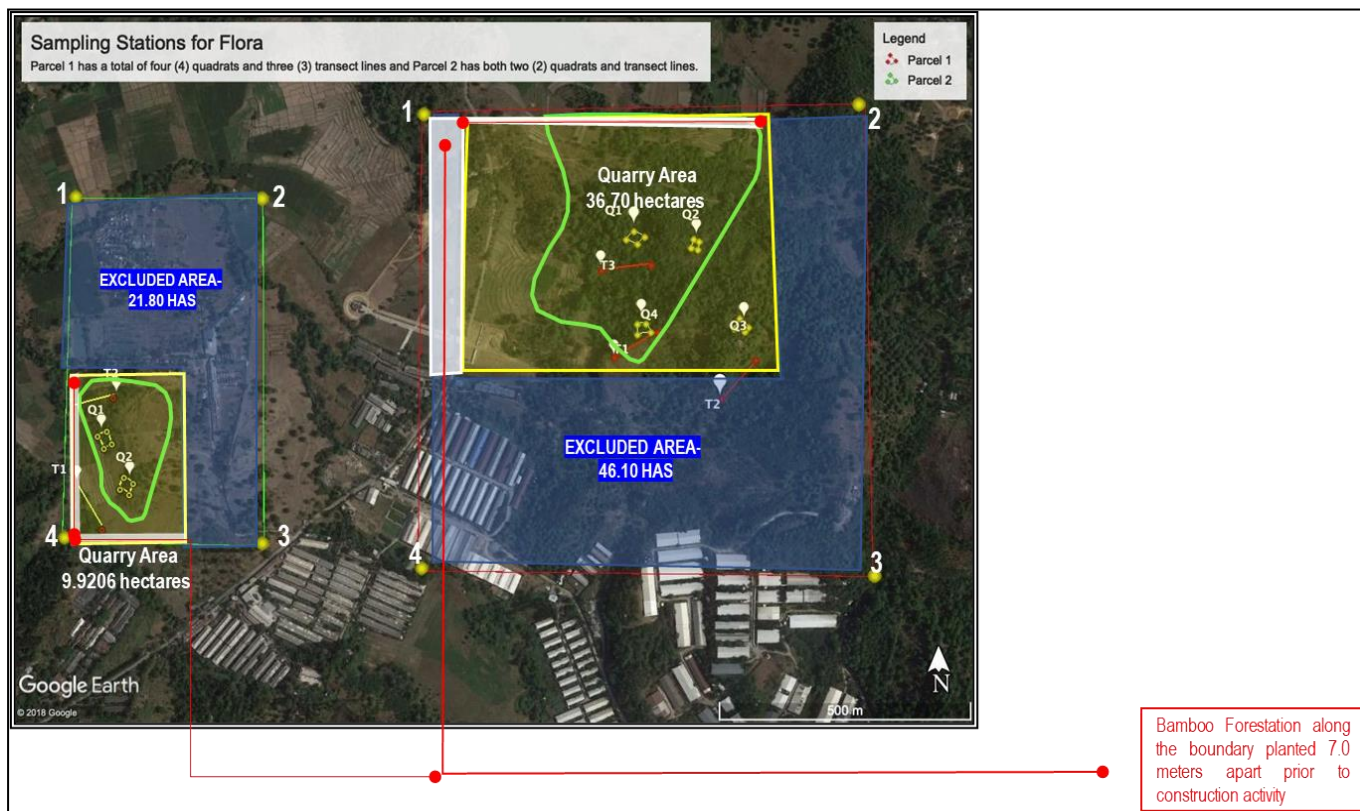 Sampling Stations for Flora
Parcel 1 has a total of four (4) quadrats and three (3) transect lines and Parcel 2 has both two (2) quadrats and transect lines.
Legend
Parcel 1
Parcel 2
1
2
1
2
Quarry Area
36.70 hectares
Q1
Q2
T3
Q4
Q3
T1
T2
EXCLUDED AREA-
21.80 HAS
Q1
T1
Q2
4
3
Quarry Area
9.9206 hectares
EXCLUDED AREA-
46.10 HAS
4
3
N
500 m
Google Earth
© 2018 Google
Bamboo Forestation along
the boundary planted 7.0
meters apart prior to
construction activity